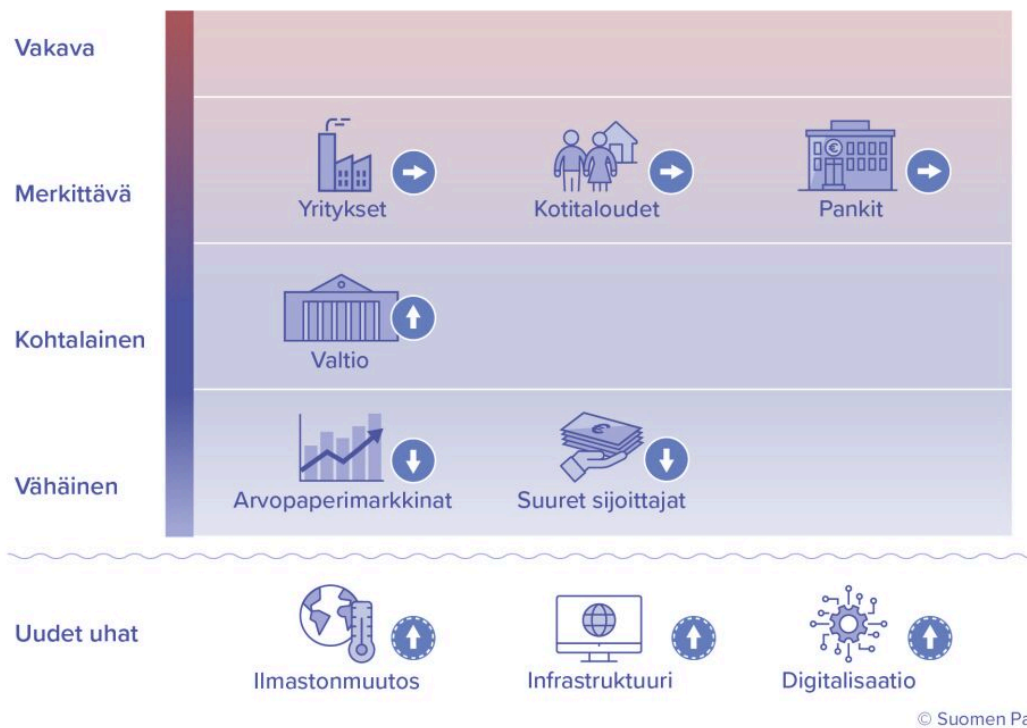 Vakava
Merkittävä
Yritykset
Kotitaloudet
Pankit
Kohtalainen
Valtio
Vähäinen
Arvopaperimarkkinat
Suuret sijoittajat
Uudet uhat
Ilmastonmuutos
Infrastruktuuri
Digitalisaatio
© Suomen Pa